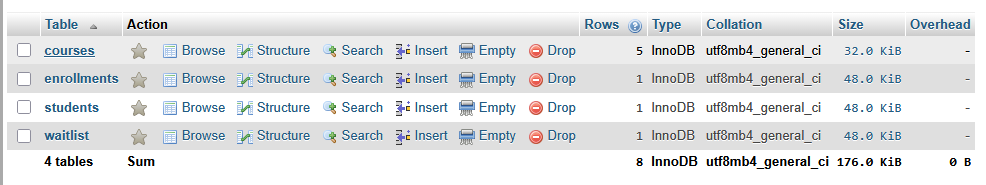 Table Action Rows Type Collation Size Overhead
courses Browse Structure Search Insert Empty Drop 5 InnoDB utf8mb4_general_ci 32.0 KiB -
enrollments Browse Structure Search Insert Empty Drop 1 InnoDB utf8mb4_general_ci 48.0 KiB -
students Browse Structure Search Insert Empty Drop 1 InnoDB utf8mb4_general_ci 48.0 KiB -
waitlist Browse Structure Search Insert Empty Drop 1 InnoDB utf8mb4_general_ci 48.0 KiB -
4 tables Sum 8 InnoDB utf8mb4_general_ci 176.0 KiB 0 B